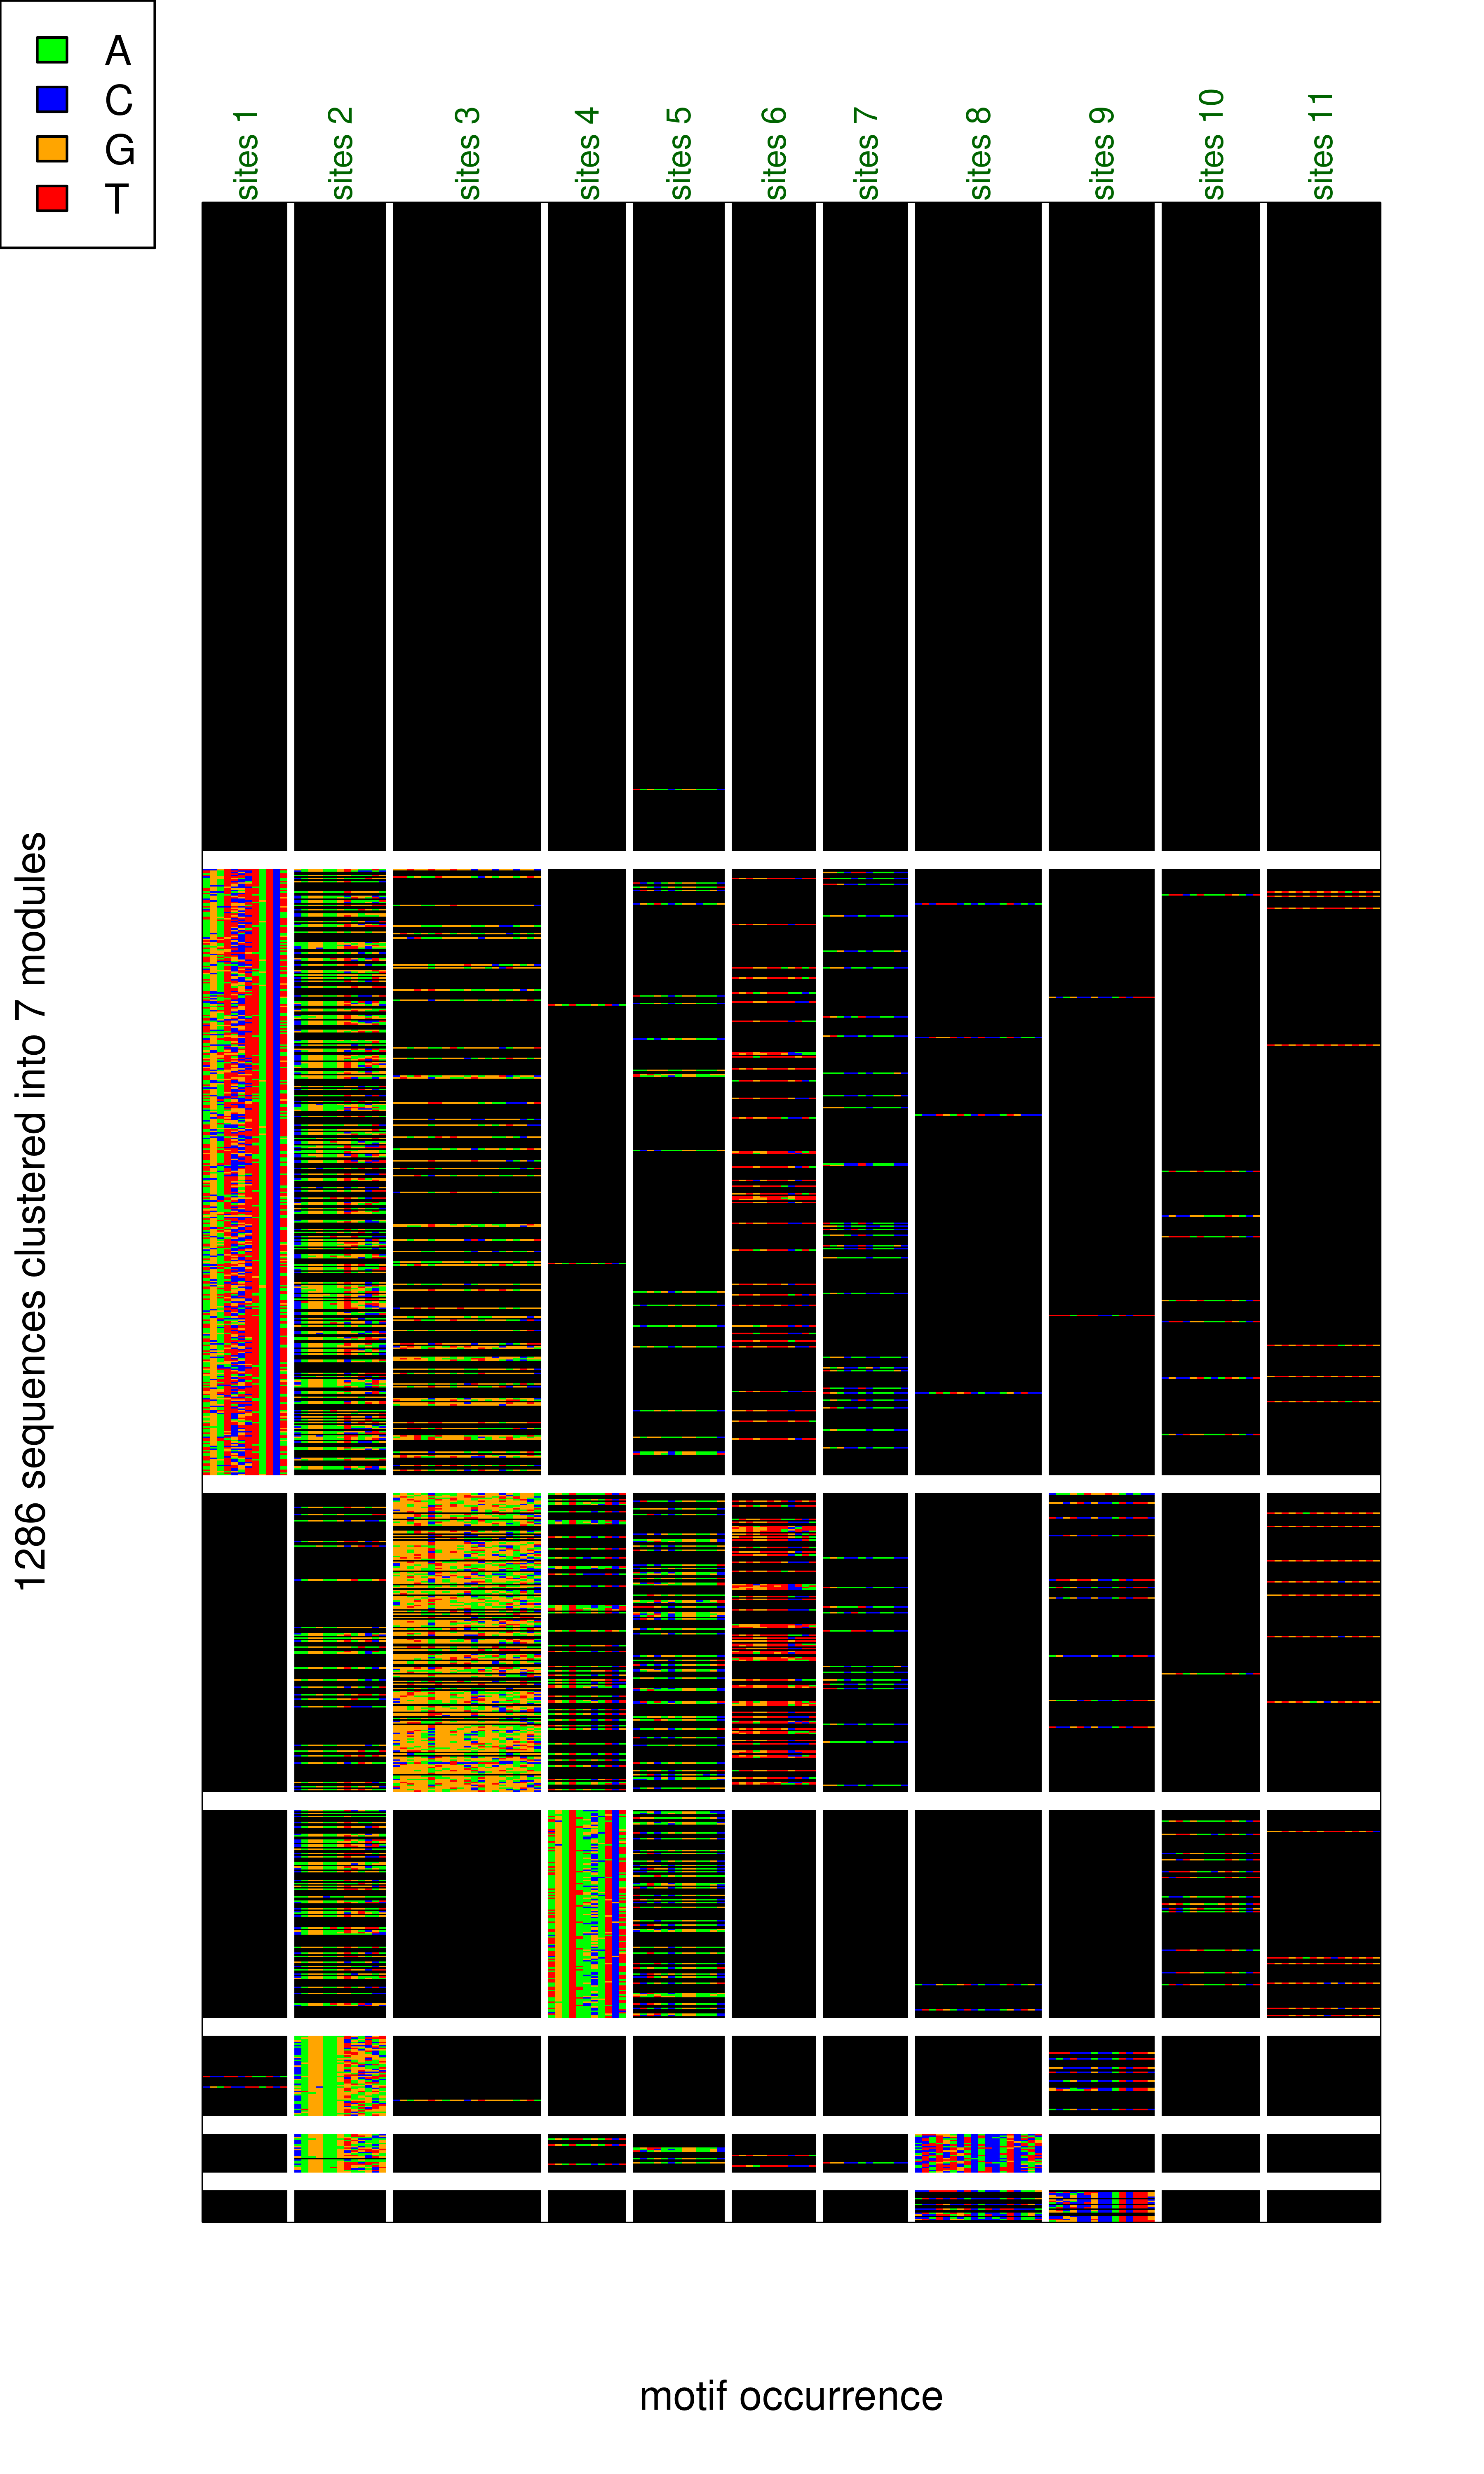 A
C
G
T
sites 1
sites 2
sites 3
sites 4
sites 5
sites 6
sites 7
sites 8
sites 9
sites 10
sites 11
1286 sequences clustered into 7 modules
motif occurrence